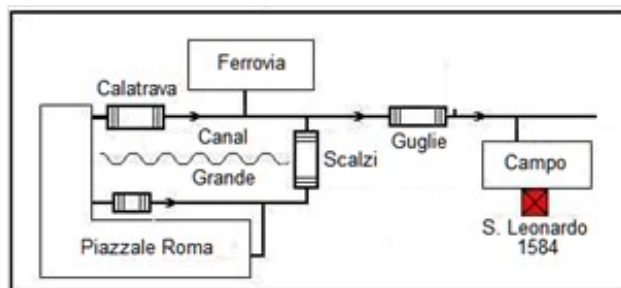 Ferrovia
Calatrava
Canal
Grande
Scalzi
Guglie
Campo
S. Leonardo
1584
Piazzale Roma